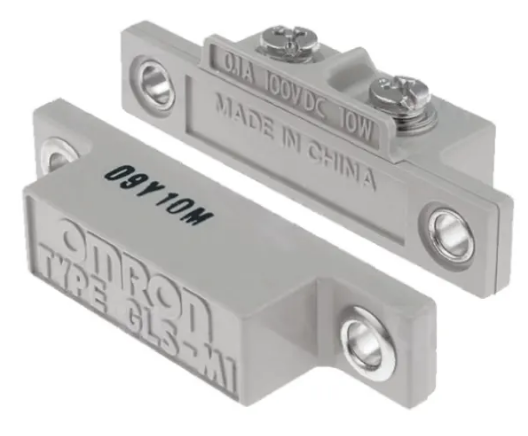 0.1A 100VDC 10W
MADE IN CHINA
09Y10M
OMRON
TYPE GLS-M1